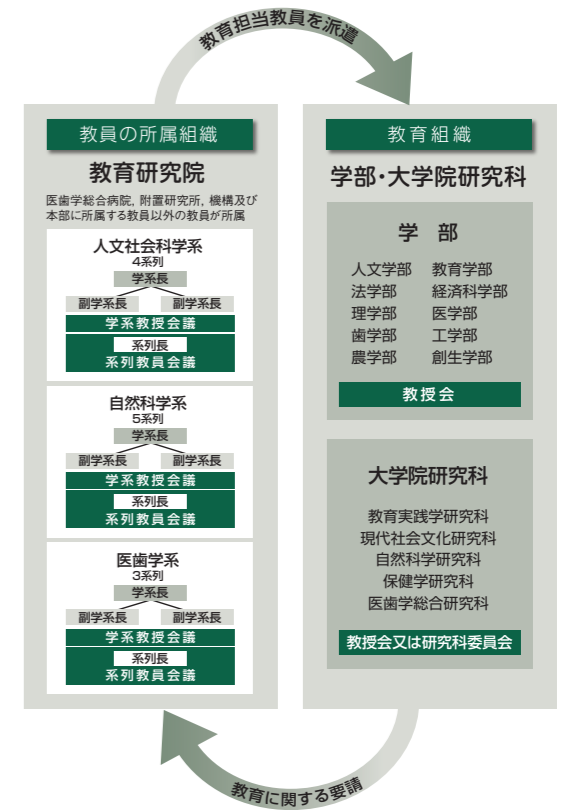 教育担当教員を派遣
教員の所属組織
教育研究院
医歯学総合病院, 附置研究所, 機構及び
本部に所属する教員以外の教員が所属
人文社会科学系
4系列
学系長
副学系長 副学系長
学系教授会議
系列長
系列教員会議
自然科学系
5系列
学系長
副学系長 副学系長
学系教授会議
系列長
系列教員会議
医歯学系
3系列
学系長
副学系長 副学系長
学系教授会議
系列長
系列教員会議
教育組織
学部・大学院研究科
学 部
人文学部 教育学部
法学部 経済科学部
理学部 医学部
歯学部 工学部
農学部 創生学部
教授会
大学院研究科
教育実践学研究科
現代社会文化研究科
自然科学研究科
保健学研究科
医歯学総合研究科
教授会又は研究科委員会
教育に関する要請